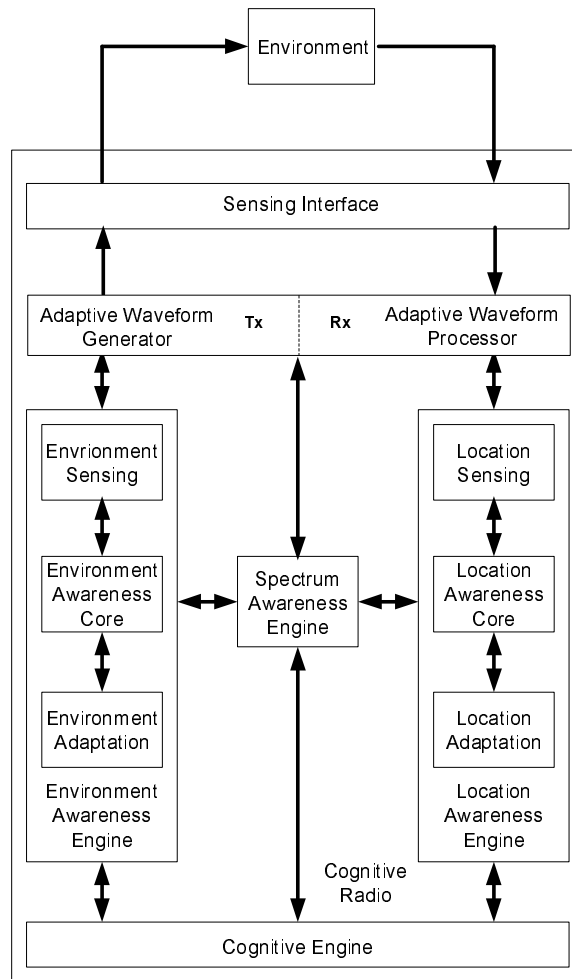 Environment
Sensing Interface
Adaptive Waveform
Generator
Tx
Rx
Adaptive Waveform
Processor
Envrionment
Sensing
Environment
Awareness
Core
Environment
Adaptation
Environment
Awareness
Engine
Spectrum
Awareness
Engine
Location
Sensing
Location
Awareness
Core
Location
Adaptation
Location
Awareness
Engine
Cognitive
Radio
Cognitive Engine